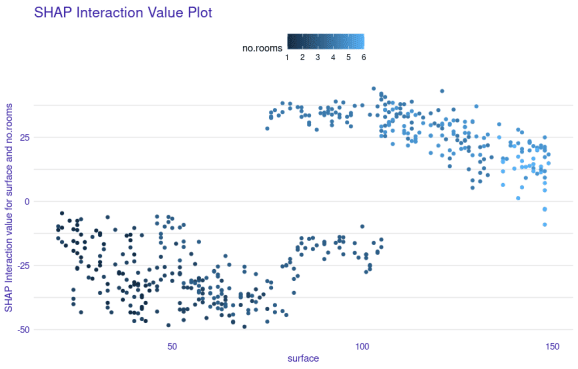 SHAP Interaction Value Plot
no.rooms
1 2 3 4 5 6
SHAP Interaction value for surface and no.rooms
25
0
-25
-50
50 100 150
surface